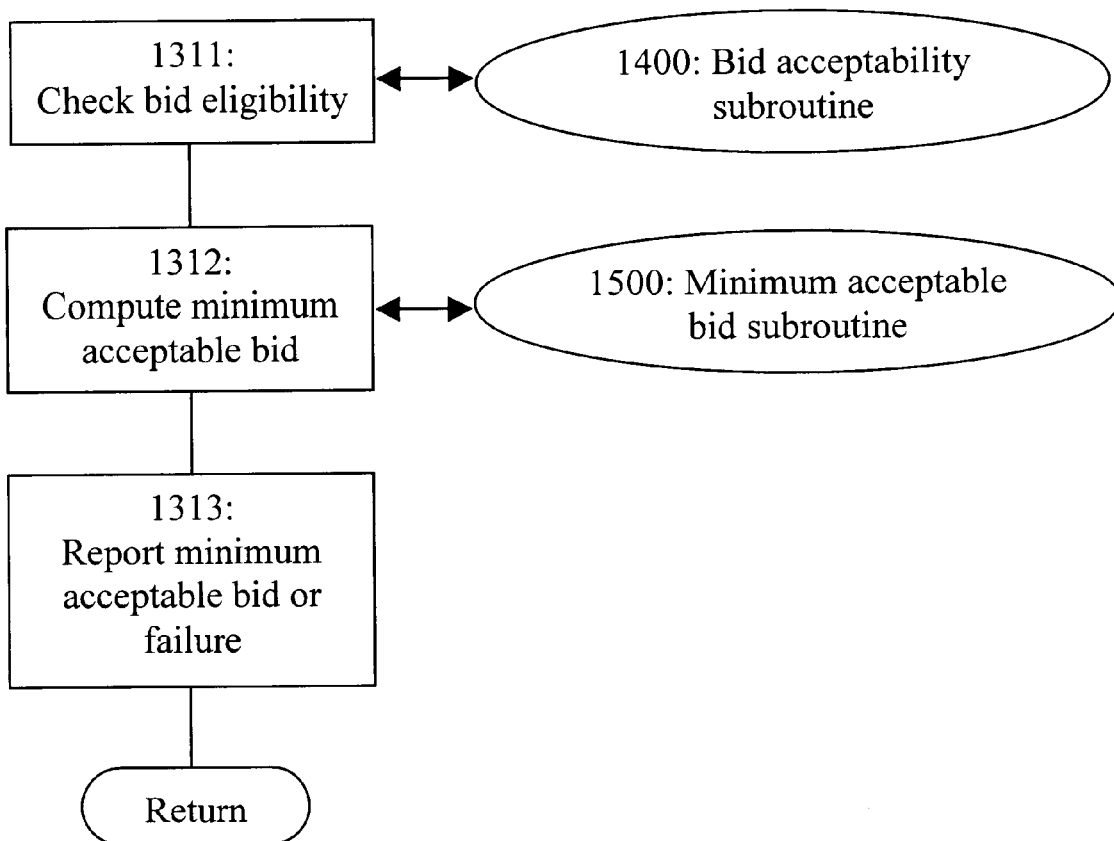 1311:
Check bid eligibility
1400: Bid acceptability
subroutine
1312:
Compute minimum
acceptable bid
1500: Minimum acceptable
bid subroutine
1313:
Report minimum
acceptable bid or
failure
Return